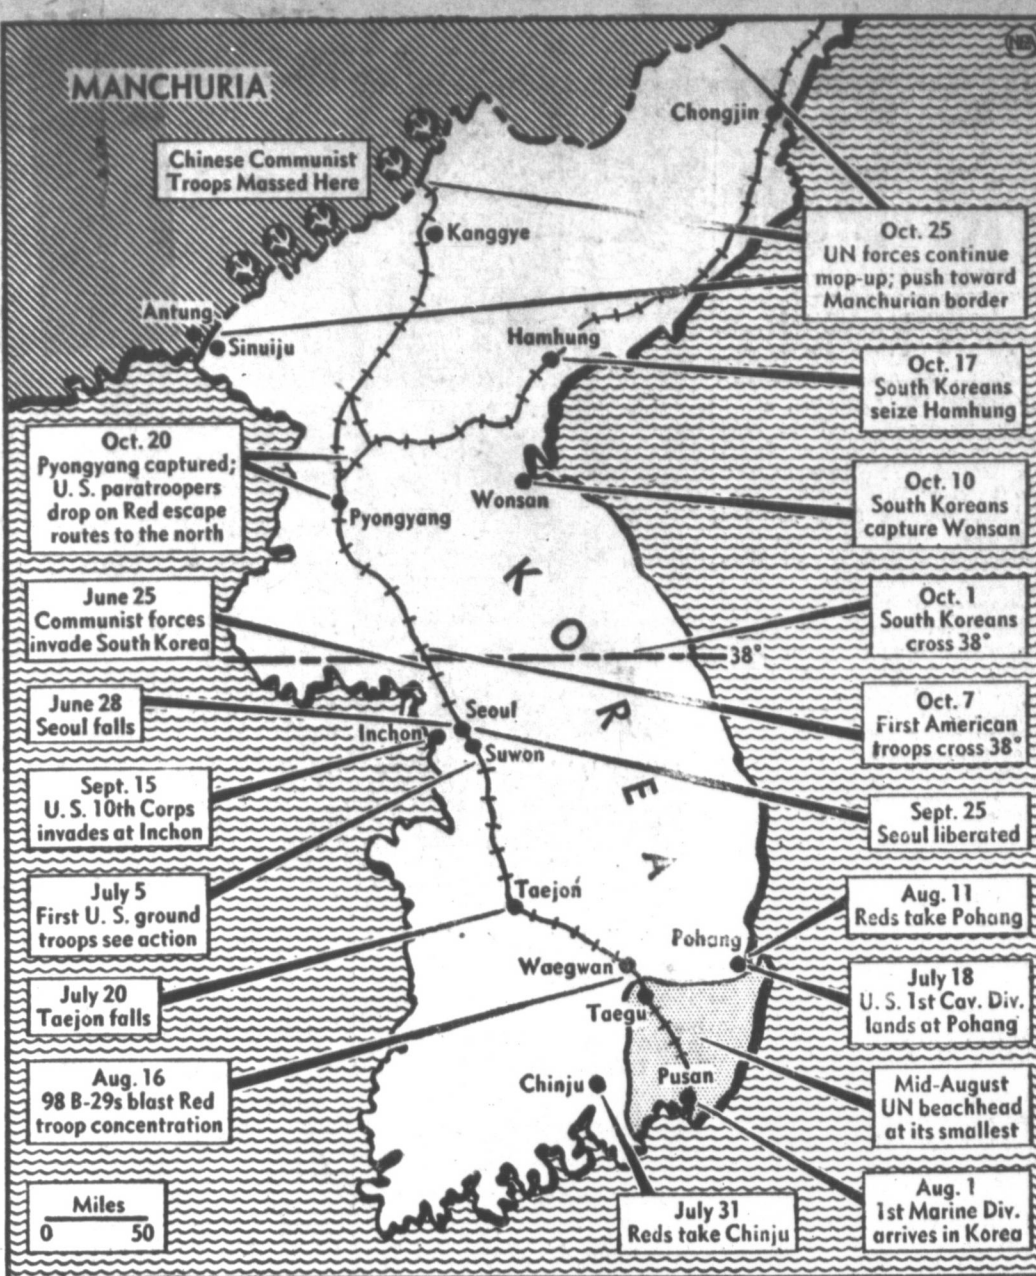 NEA
MANCHURIA
Chongjin
Chinese Communist
Troops Massed Here
Kanggye
Oct. 25
UN forces continue
mop-up; push toward
Manchurian border
Antung
Sinuiju
Hamhung
Oct. 17
South Koreans
seize Hamhung
Oct. 20
Pyongyang captured;
U. S. paratroopers
drop on Red escape
routes to the north
Wonsan
Pyongyang
Oct. 10
South Koreans
capture Wonsan
KOREA
June 25
Communist forces
invade South Korea
Oct. 1
South Koreans
cross 38°
38°
June 28
Seoul falls
Seoul
Inchon
Suwon
Oct. 7
First American
troops cross 38°
Sept. 15
U. S. 10th Corps
invades at Inchon
Sept. 25
Seoul liberated
July 5
First U. S. ground
troops see action
Taejon
Aug. 11
Reds take Pohang
Pohang
Waegwan
July 20
Taejon falls
July 18
U. S. 1st Cav. Div.
lands at Pohang
Taegu
Aug. 16
98 B-29s blast Red
troop concentration
Chinju
Pusan
Mid-August
UN beachhead
at its smallest
Miles
0 50
July 31
Reds take Chinju
Aug. 1
1st Marine Div.
arrives in Korea